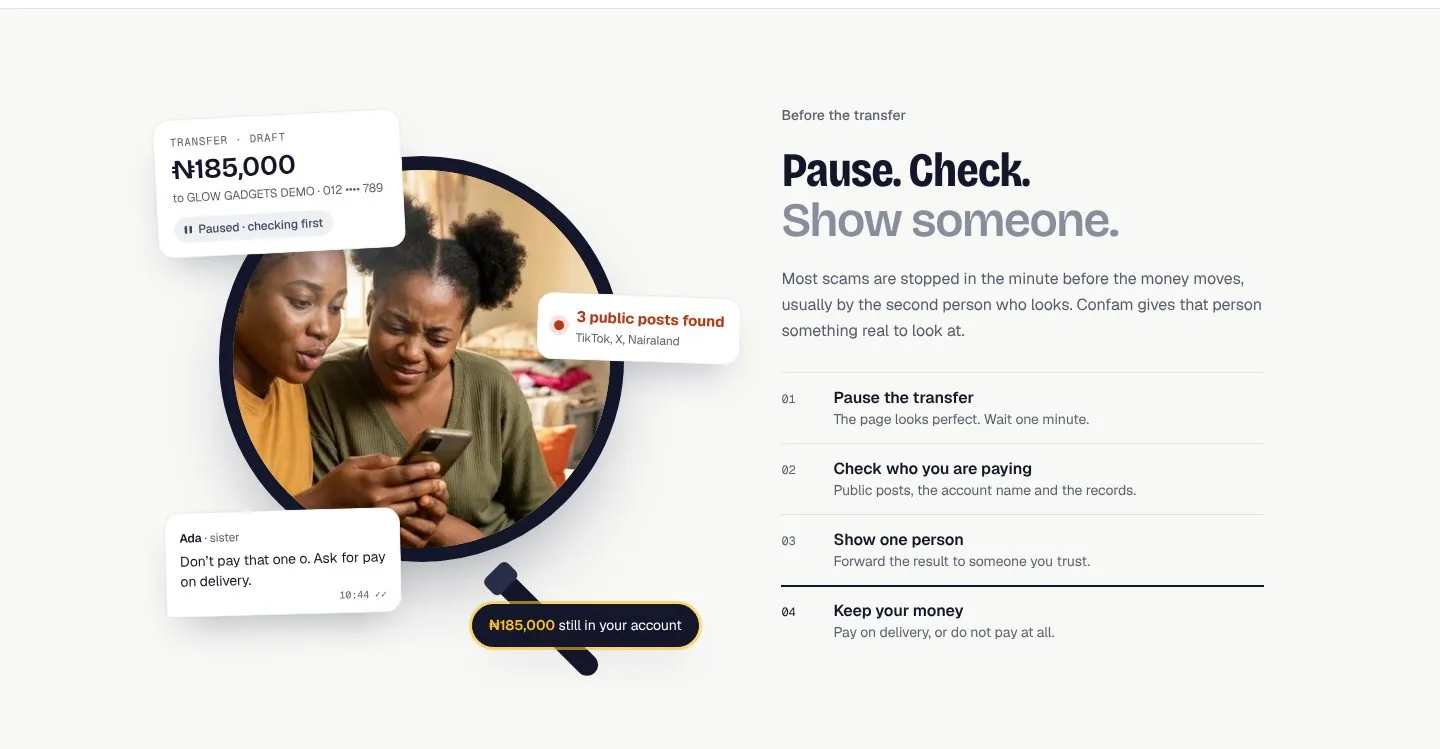 TRANSFER · DRAFT
₦185,000
to GLOW GADGETS DEMO · 012 •••• 789
Paused · checking first
3 public posts found
TikTok, X, Nairaland
Ada · sister
Don’t pay that one o. Ask for pay
on delivery.
10:44 ✓✓
₦185,000 still in your account
Before the transfer
Pause. Check.
Show someone.
Most scams are stopped in the minute before the money moves,
usually by the second person who looks. Confam gives that person
something real to look at.
01 Pause the transfer
The page looks perfect. Wait one minute.
02 Check who you are paying
Public posts, the account name and the records.
03 Show one person
Forward the result to someone you trust.
04 Keep your money
Pay on delivery, or do not pay at all.